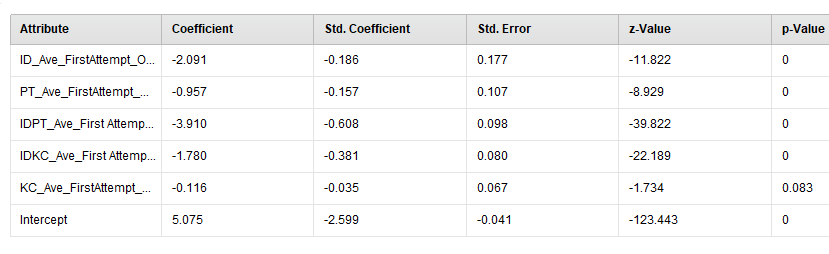 Attribute Coefficient Std. Coefficient Std. Error z-Value p-Value
ID_Ave_FirstAttempt_O... -2.091 -0.186 0.177 -11.822 0
PT_Ave_FirstAttempt_... -0.957 -0.157 0.107 -8.929 0
IDPT_Ave_First Attemp... -3.910 -0.608 0.098 -39.822 0
IDKC_Ave_First Attemp... -1.780 -0.381 0.080 -22.189 0
KC_Ave_FirstAttempt_... -0.116 -0.035 0.067 -1.734 0.083
Intercept 5.075 -2.599 -0.041 -123.443 0